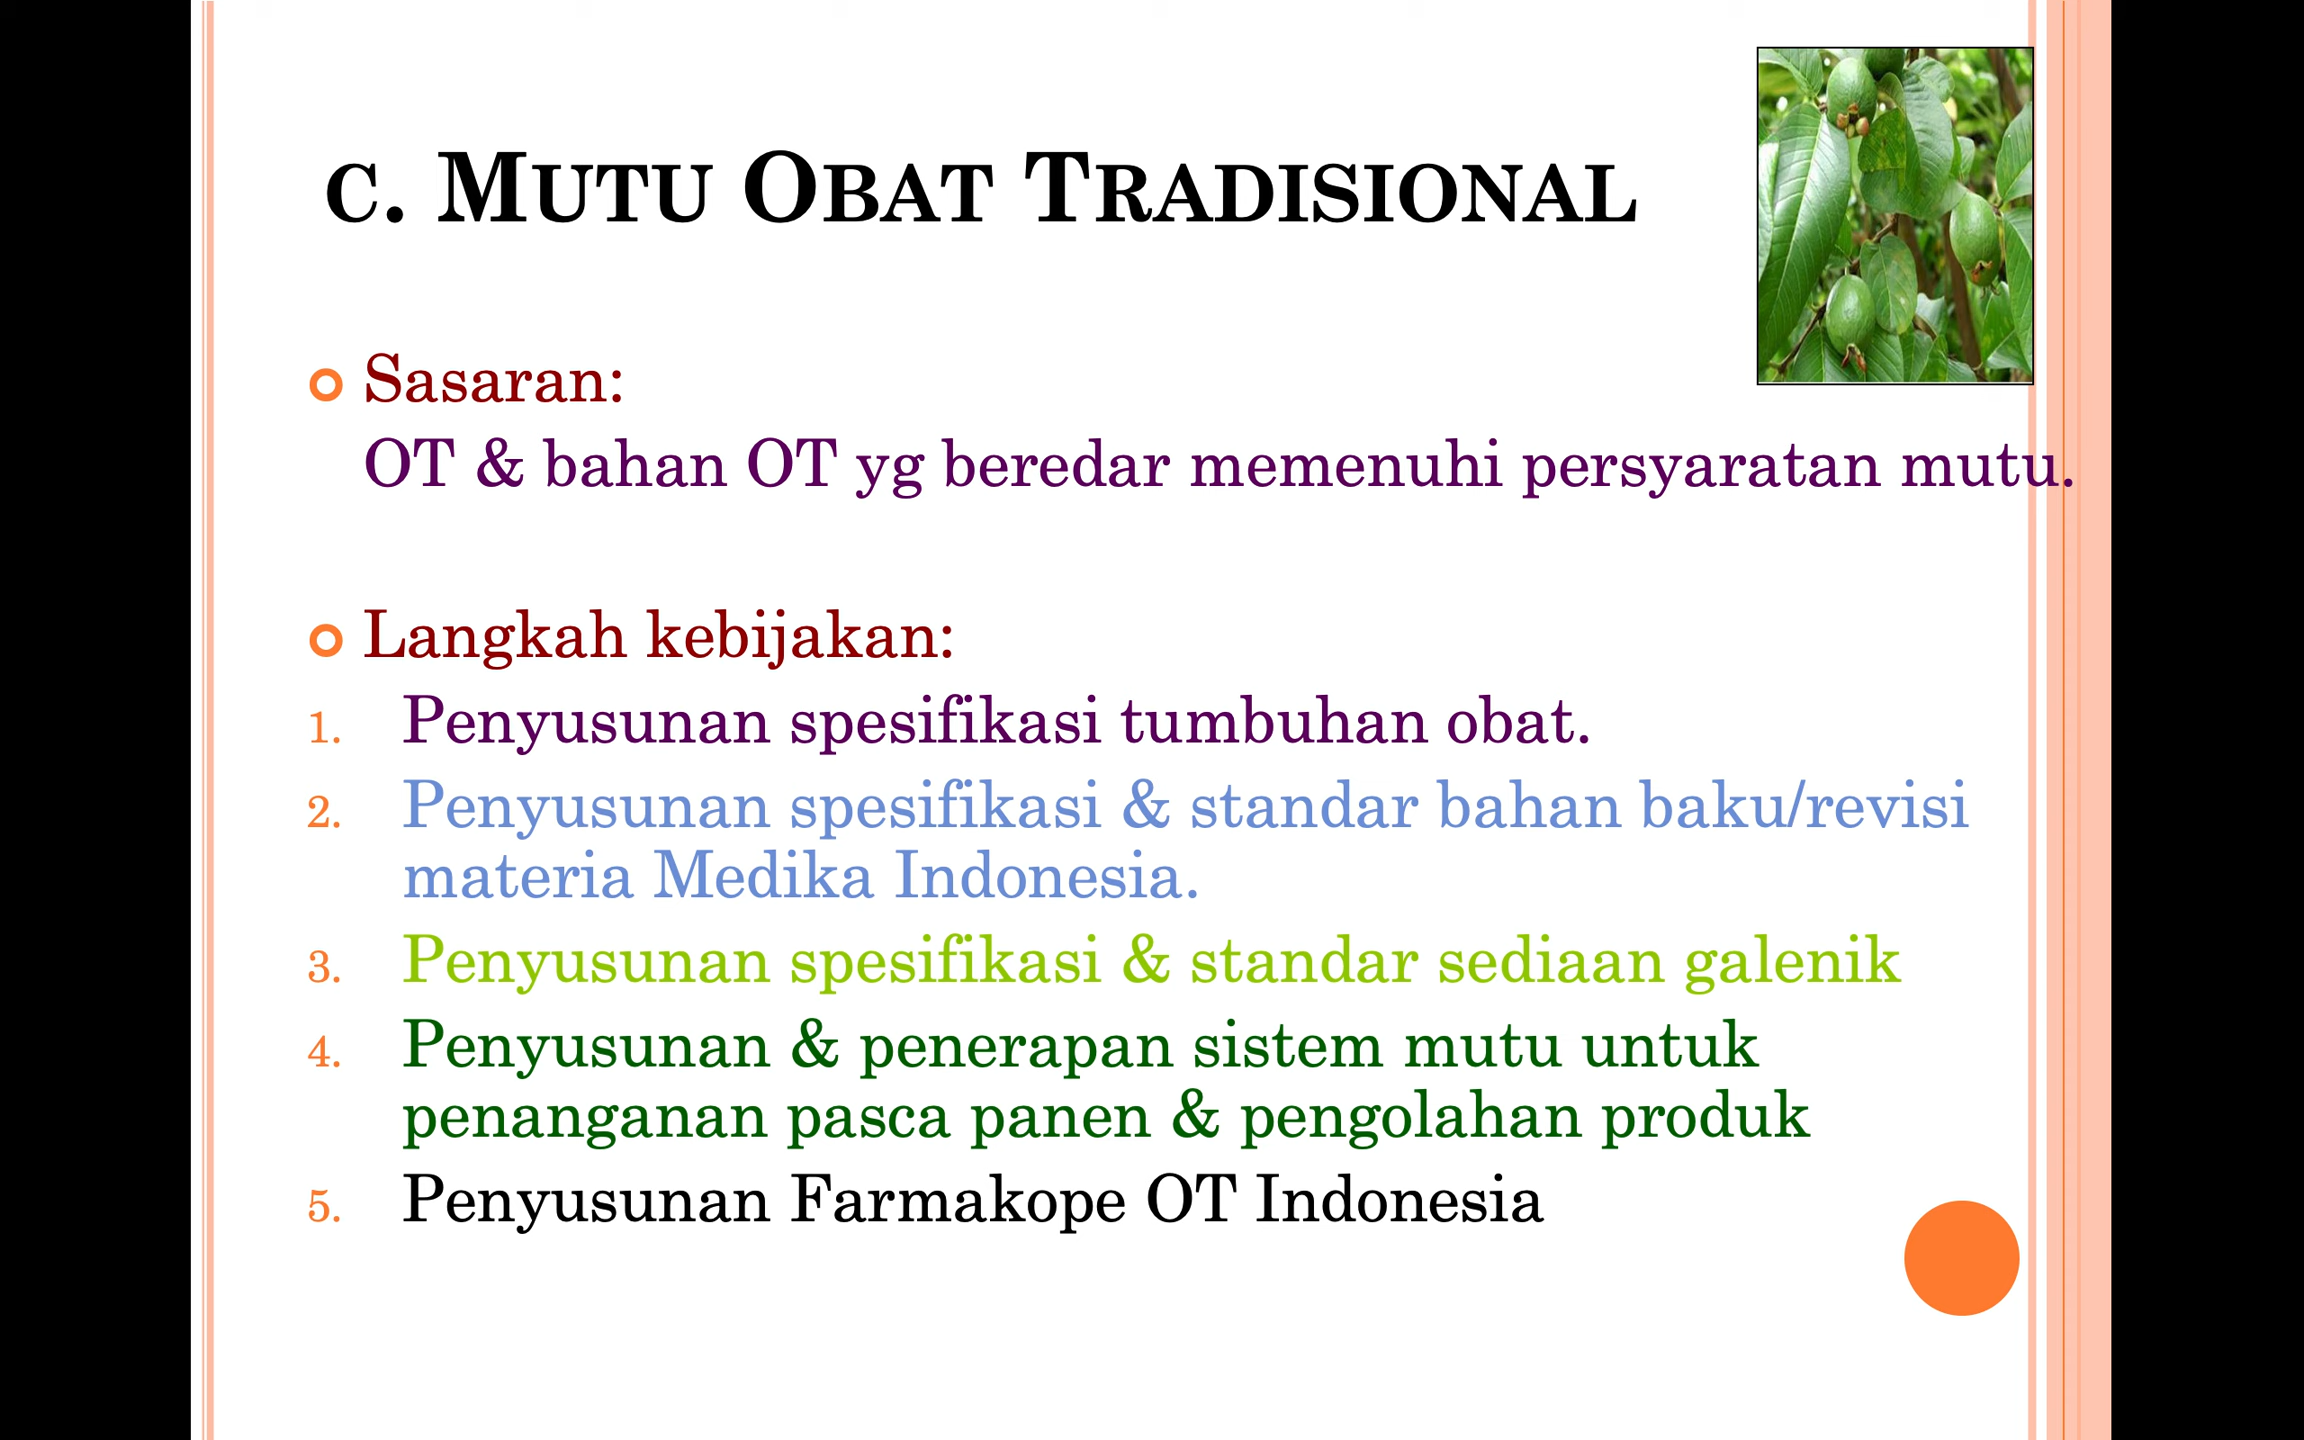 C. MUTU OBAT TRADISIONAL
Sasaran:
OT & bahan OT yg beredar memenuhi persyaratan mutu.
Langkah kebijakan:
1. Penyusunan spesifikasi tumbuhan obat.
2. Penyusunan spesifikasi & standar bahan baku/revisi
materia Medika Indonesia.
3. Penyusunan spesifikasi & standar sediaan galenik
4. Penyusunan & penerapan sistem mutu untuk
penanganan pasca panen & pengolahan produk
5. Penyusunan Farmakope OT Indonesia